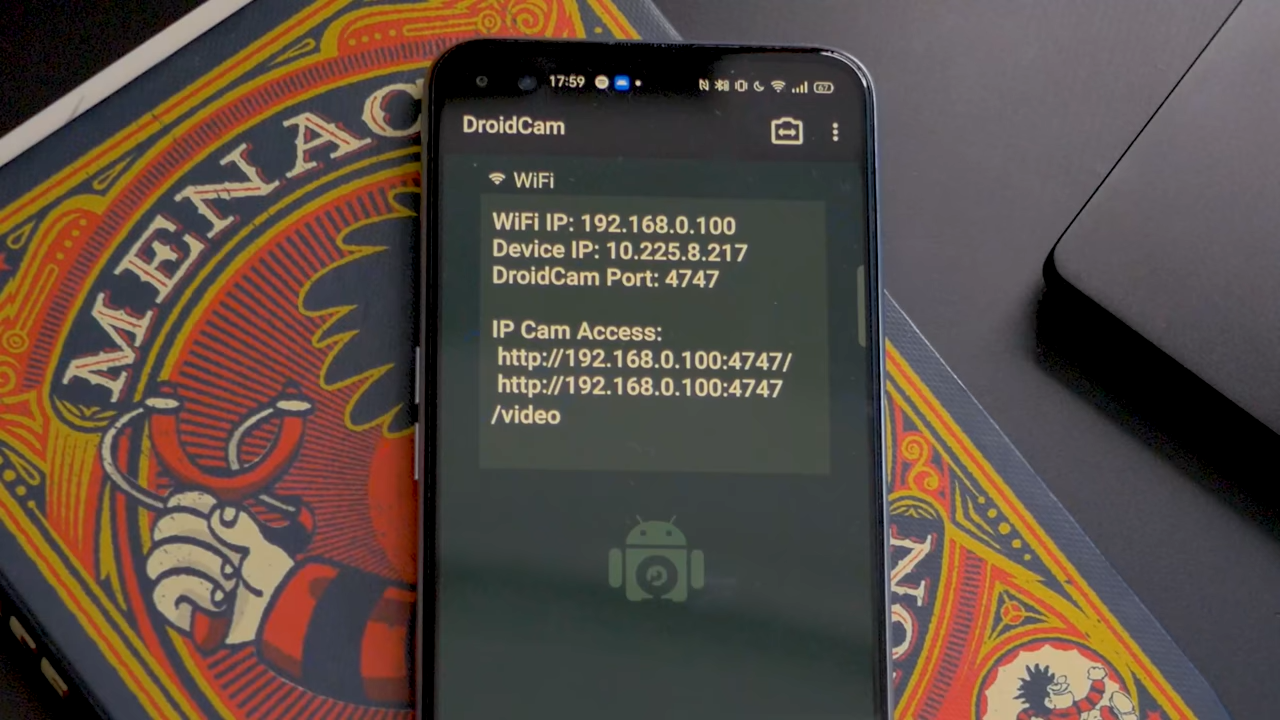 MENAC
17:59
67
DroidCam
WiFi
WiFi IP: 192.168.0.100
Device IP: 10.225.8.217
DroidCam Port: 4747
IP Cam Access:
http://192.168.0.100:4747/
http://192.168.0.100:4747
/video